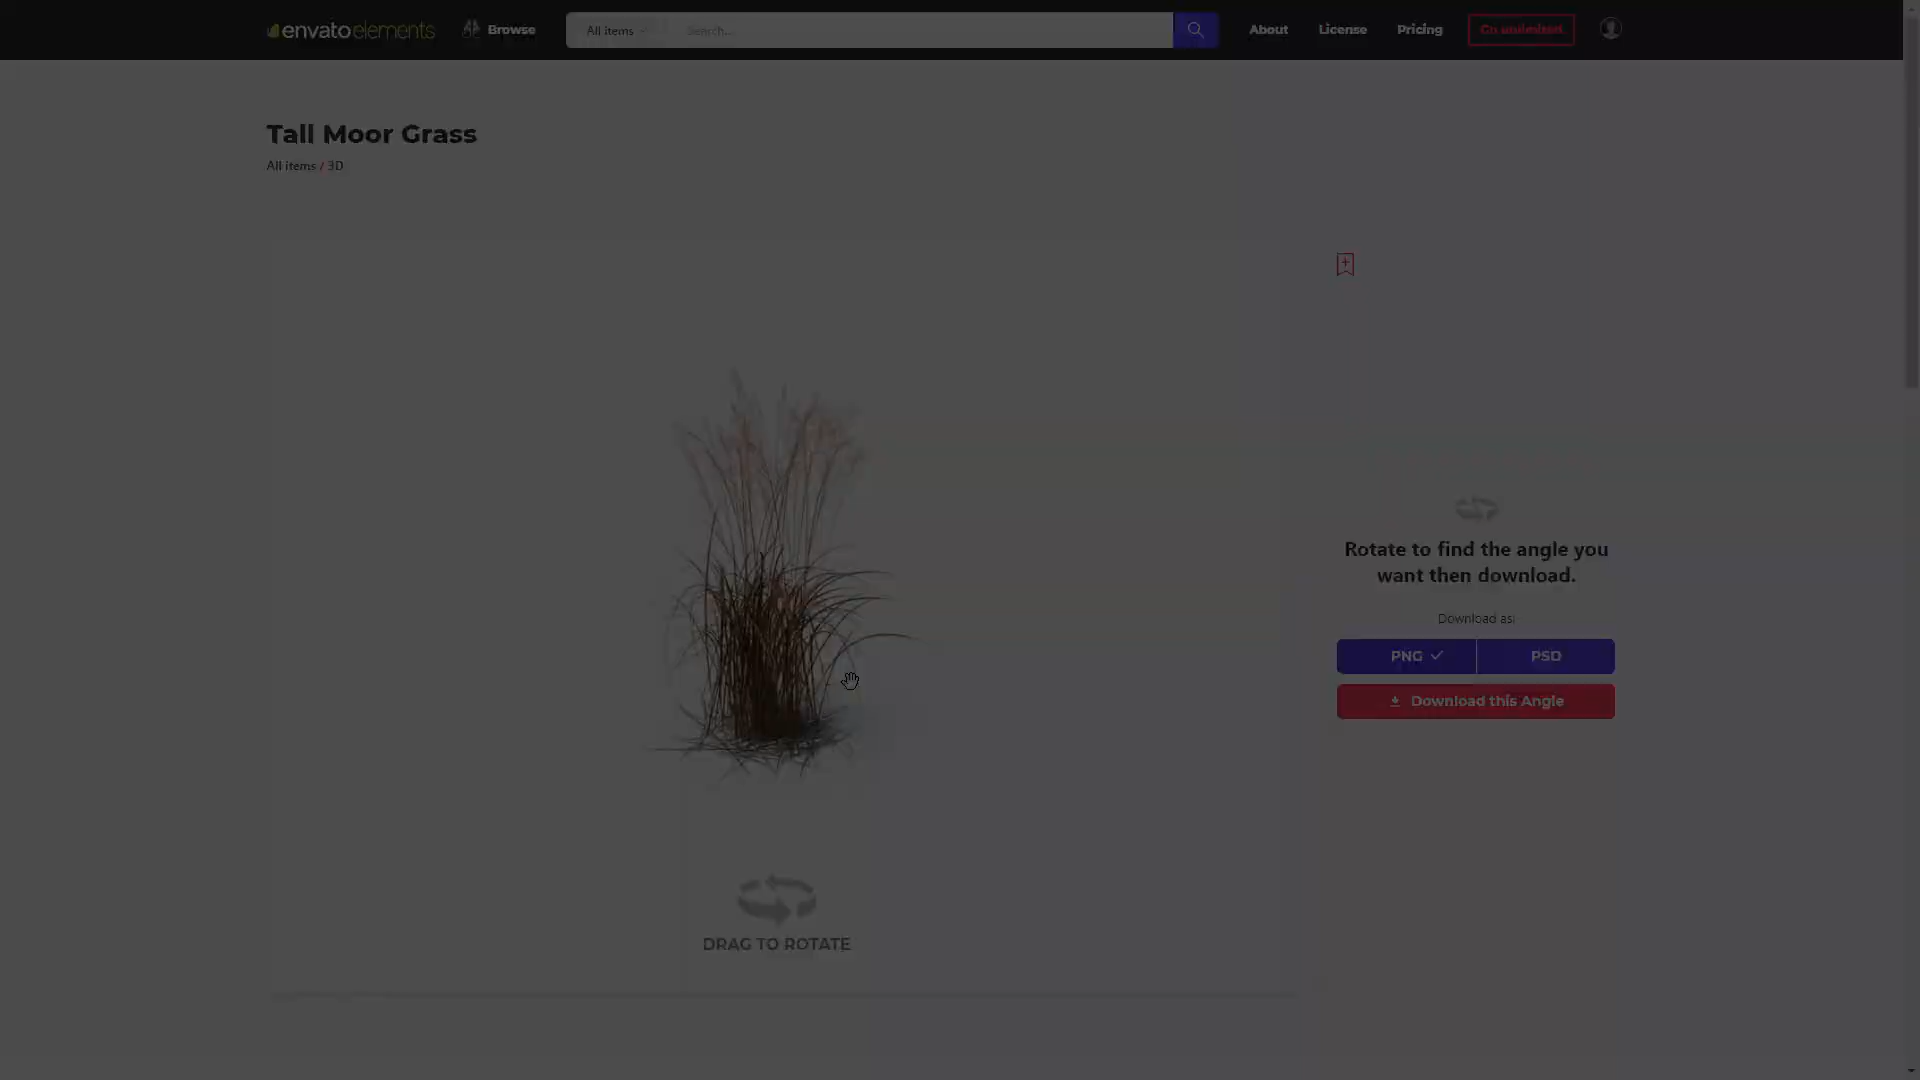 envato elements
Browse
All items
Search...
About
License
Pricing
Go unlimited
Tall Moor Grass
All items / 3D
Rotate to find the angle you
want then download.
Download as:
PNG
PSD
Download this Angle
DRAG TO ROTATE